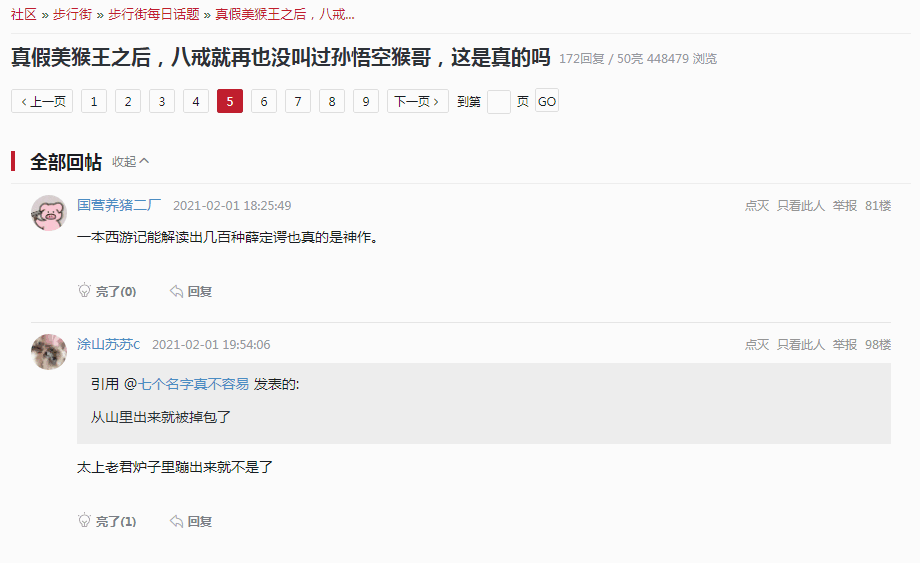 社区 » 步行街 » 步行街每日话题 » 真假美猴王之后，八戒...
真假美猴王之后，八戒就再也没叫过孙悟空猴哥，这是真的吗 172回复 / 50亮 448479 浏览
‹ 上一页 1 2 3 4 5 6 7 8 9 下一页 › 到第 页 GO
全部回帖 收起
国营养猪二厂 2021-02-01 18:25:49 点灭 只看此人 举报 81楼
一本西游记能解读出几百种薛定谔也真的是神作。
亮了(0) 回复
涂山苏苏c 2021-02-01 19:54:06 点灭 只看此人 举报 98楼
引用 @七个名字真不容易 发表的:
从山里出来就被掉包了
太上老君炉子里蹦出来就不是了
亮了(1) 回复